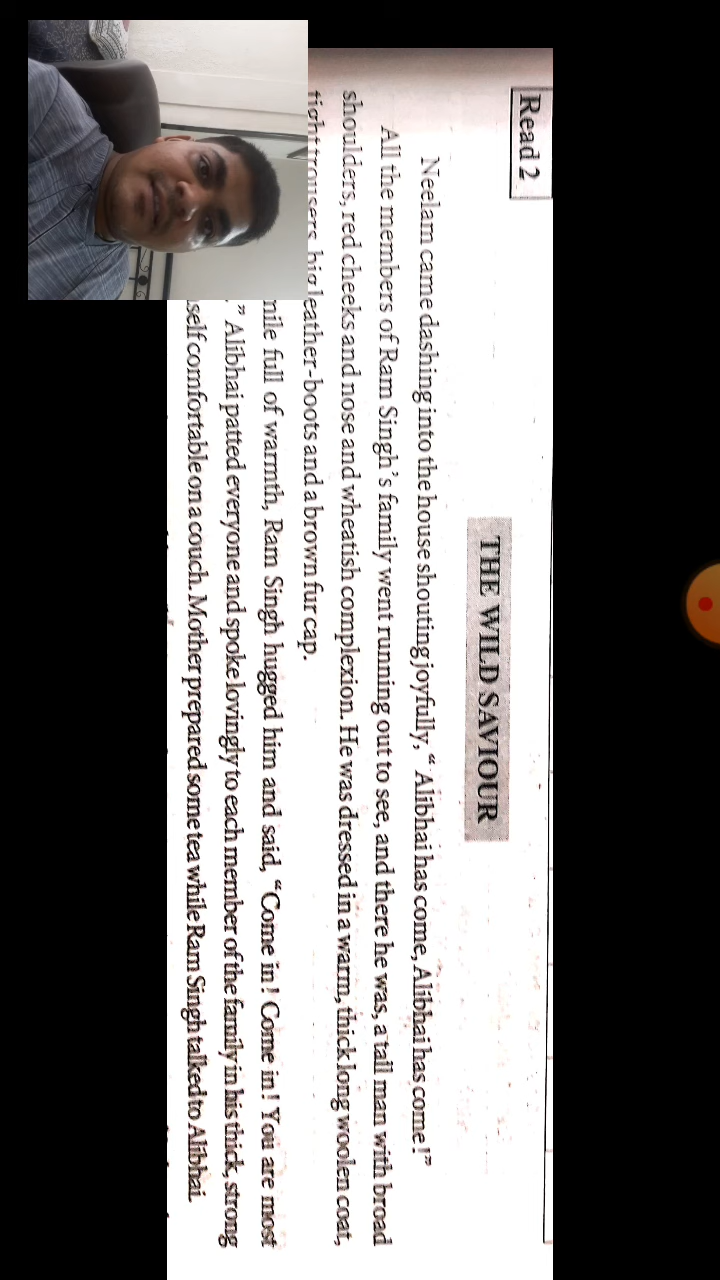 Read 2
THE WILD SAVIOUR
Neelam came dashing into the house shouting joyfully, “ Alibhai has come, Alibhai has come !”
All the members of Ram Singh’s family went running out to see, and there he was, a tall man with broad
shoulders, red cheeks and nose and wheatish complexion. He was dressed in a warm, thick long woolen coat,
tight trousers, big leather-boots and a brown fur cap.
full of warmth, Ram Singh hugged him and said, “Come in ! Come in ! You are most
” Alibhai patted everyone and spoke lovingly to each member of the family in his thick, strong
comfortable on a couch. Mother prepared some tea while Ram Singh talked to Alibhai.